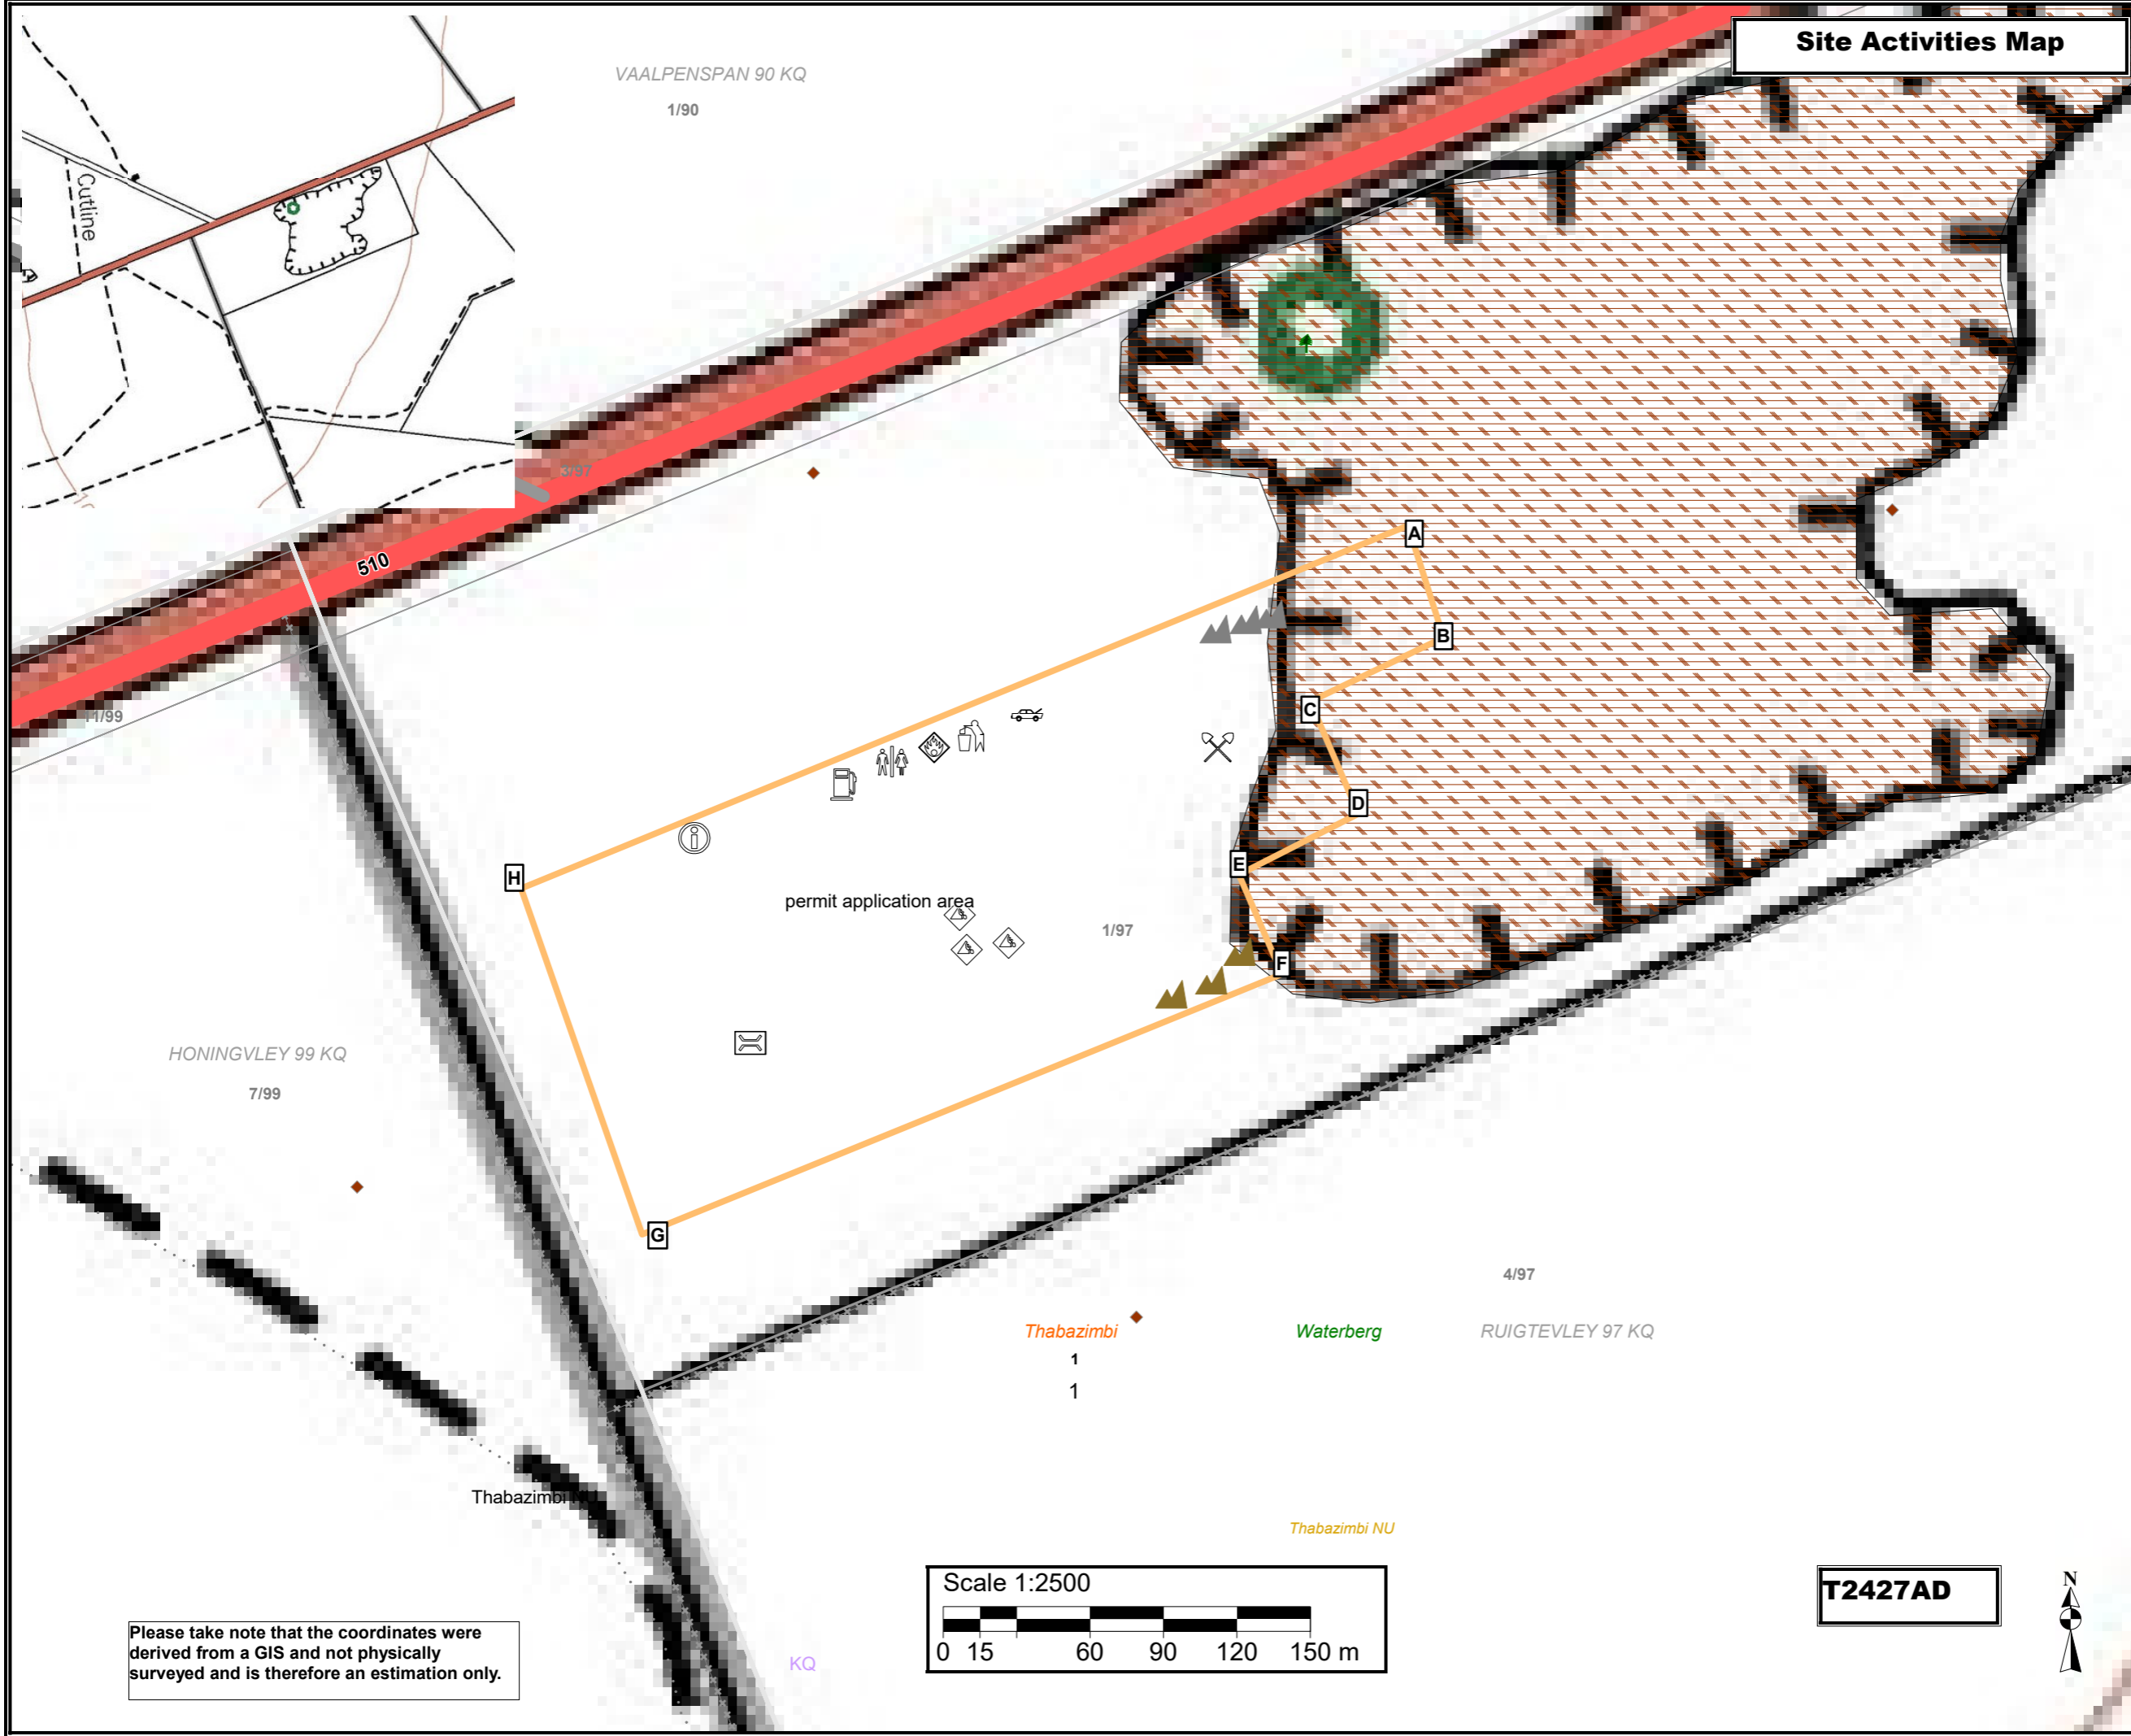 Site Activities Map
VAALPENSPAN 90 KQ
1/90
Cutline
3/97
510
A
B
11/99
C
D
H
E
permit application area
1/97
F
HONINGVLEY 99 KQ
7/99
G
4/97
Thabazimbi
Waterberg
RUIGTEVLEY 97 KQ
1
1
Thabazimbi
Thabazimbi NU
Scale 1:2500
0 15 60 90 120 150 m
T2427AD
N
Please take note that the coordinates were
derived from a GIS and not physically
surveyed and is therefore an estimation only.
KQ